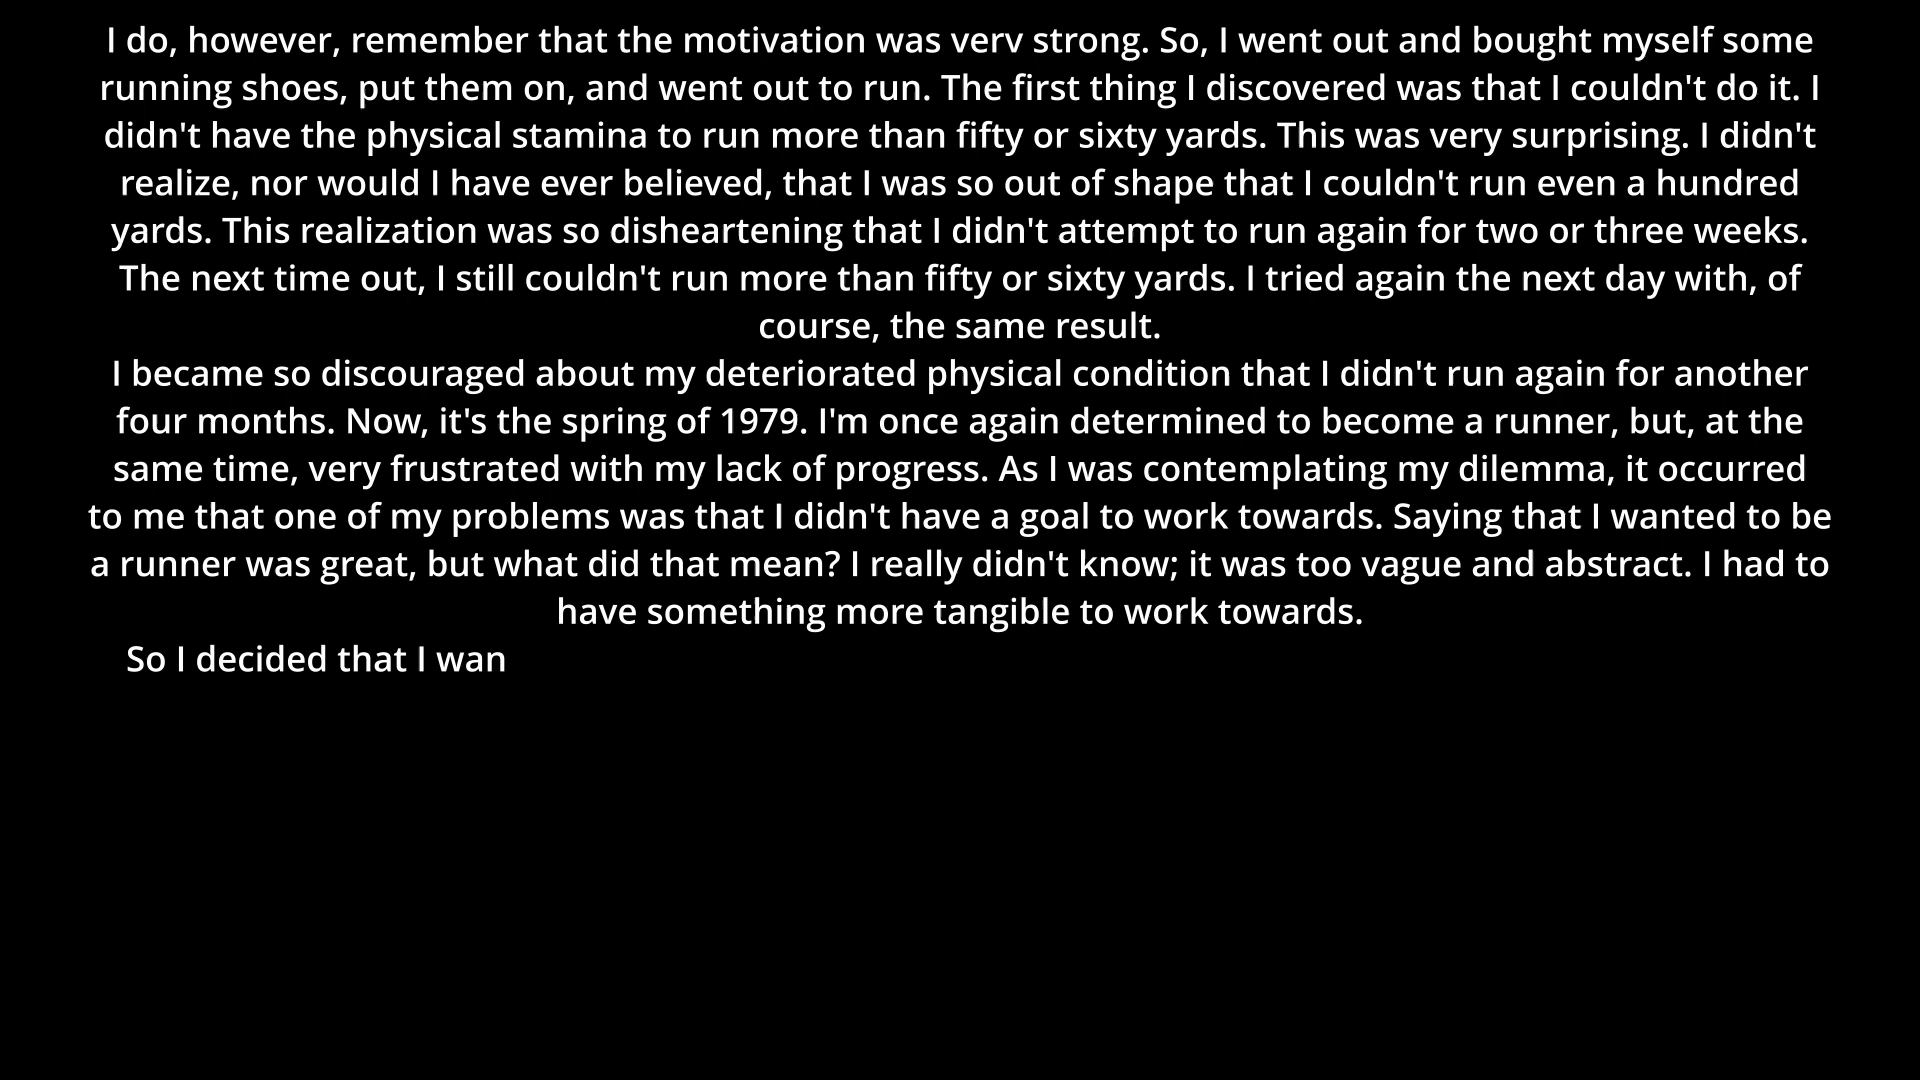 I do, however, remember that the motivation was verv strong. So, I went out and bought myself some
running shoes, put them on, and went out to run. The first thing I discovered was that I couldn't do it. I
didn't have the physical stamina to run more than fifty or sixty yards. This was very surprising. I didn't
realize, nor would I have ever believed, that I was so out of shape that I couldn't run even a hundred
yards. This realization was so disheartening that I didn't attempt to run again for two or three weeks.
The next time out, I still couldn't run more than fifty or sixty yards. I tried again the next day with, of
course, the same result.
I became so discouraged about my deteriorated physical condition that I didn't run again for another
four months. Now, it's the spring of 1979. I'm once again determined to become a runner, but, at the
same time, very frustrated with my lack of progress. As I was contemplating my dilemma, it occurred
to me that one of my problems was that I didn't have a goal to work towards. Saying that I wanted to be
a runner was great, but what did that mean? I really didn't know; it was too vague and abstract. I had to
have something more tangible to work towards.
So I decided that I wan